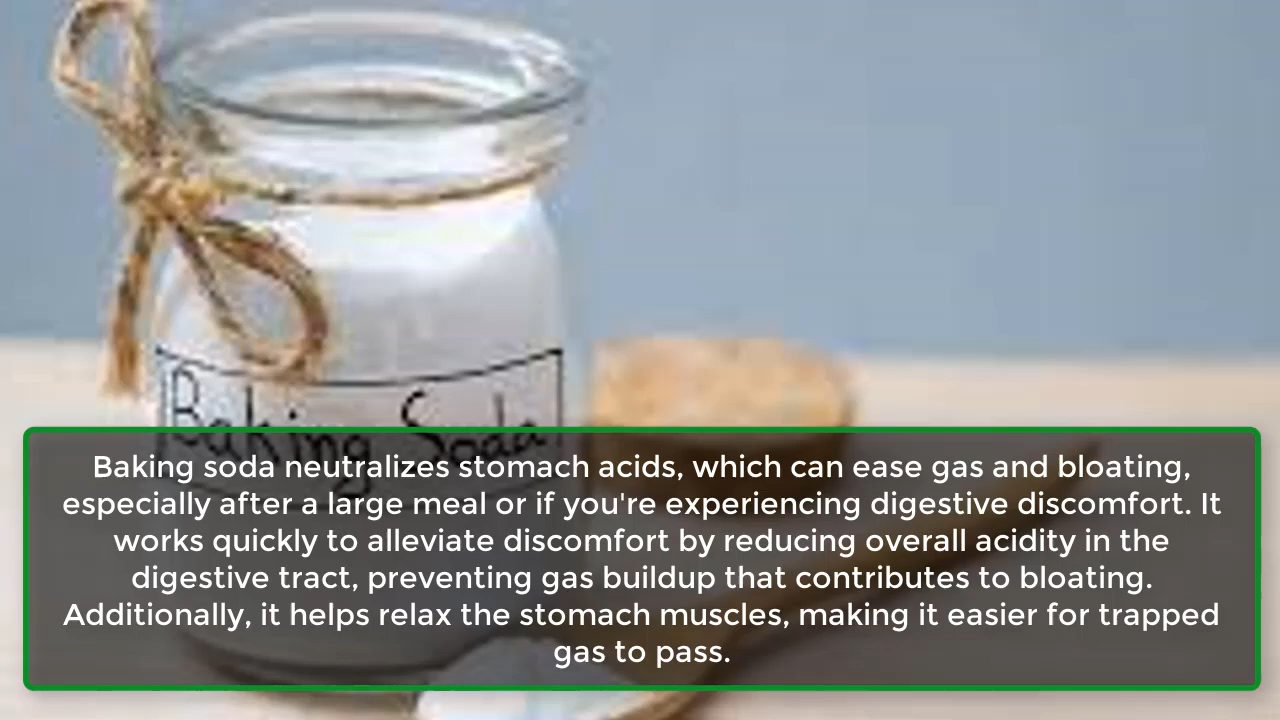 Baking Soda
Baking soda neutralizes stomach acids, which can ease gas and bloating,
especially after a large meal or if you're experiencing digestive discomfort. It
works quickly to alleviate discomfort by reducing overall acidity in the
digestive tract, preventing gas buildup that contributes to bloating.
Additionally, it helps relax the stomach muscles, making it easier for trapped
gas to pass.